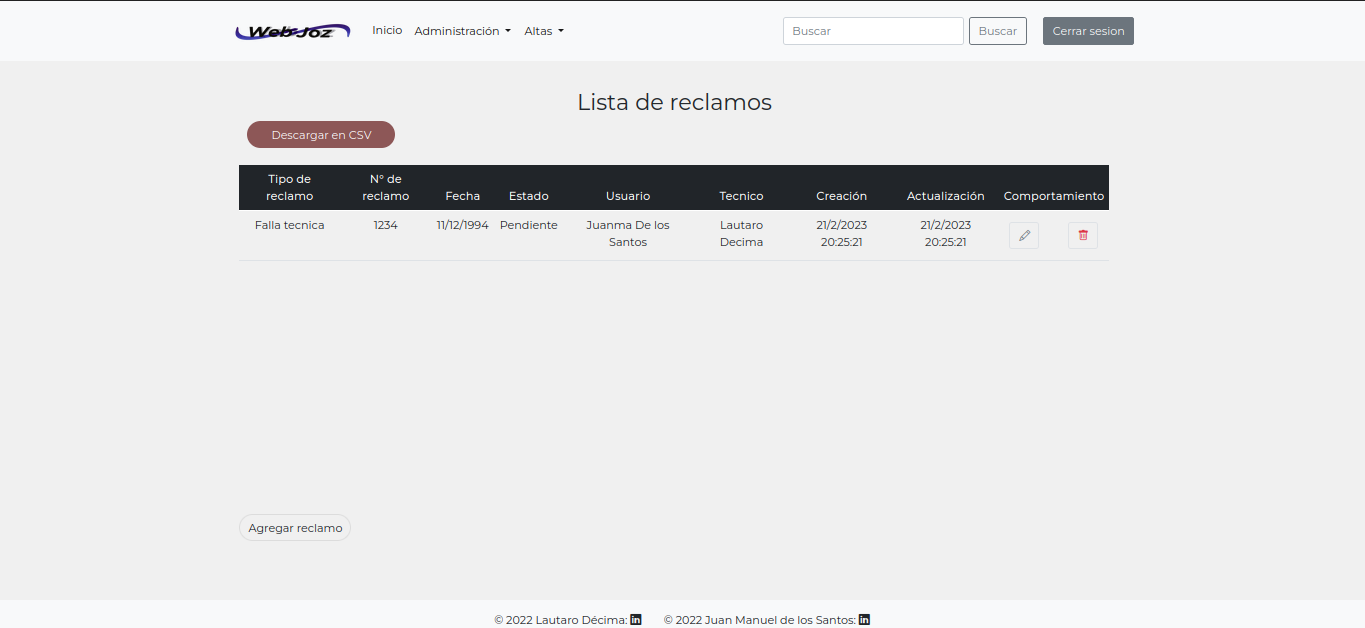 Web-Joz Inicio Administración Altas Buscar Buscar Cerrar sesion
Lista de reclamos
Descargar en CSV
Tipo de reclamo N° de reclamo Fecha Estado Usuario Tecnico Creación Actualización Comportamiento
Falla tecnica 1234 11/12/1994 Pendiente Juanma De los Santos Lautaro Decima 21/2/2023 20:25:21 21/2/2023 20:25:21
Agregar reclamo
© 2022 Lautaro Décima: in © 2022 Juan Manuel de los Santos: in